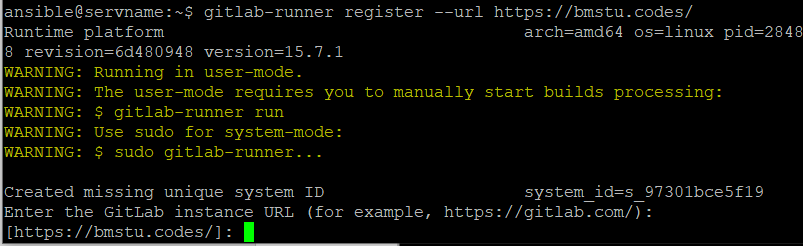 ansible@servname:~$ gitlab-runner register --url https://bmstu.codes/
Runtime platform                                    arch=amd64 os=linux pid=2848
8 revision=6d480948 version=15.7.1
WARNING: Running in user-mode.
WARNING: The user-mode requires you to manually start builds processing:
WARNING: $ gitlab-runner run
WARNING: Use sudo for system-mode:
WARNING: $ sudo gitlab-runner...
Created missing unique system ID                    system_id=s_97301bce5f19
Enter the GitLab instance URL (for example, https://gitlab.com/):
[https://bmstu.codes/]: